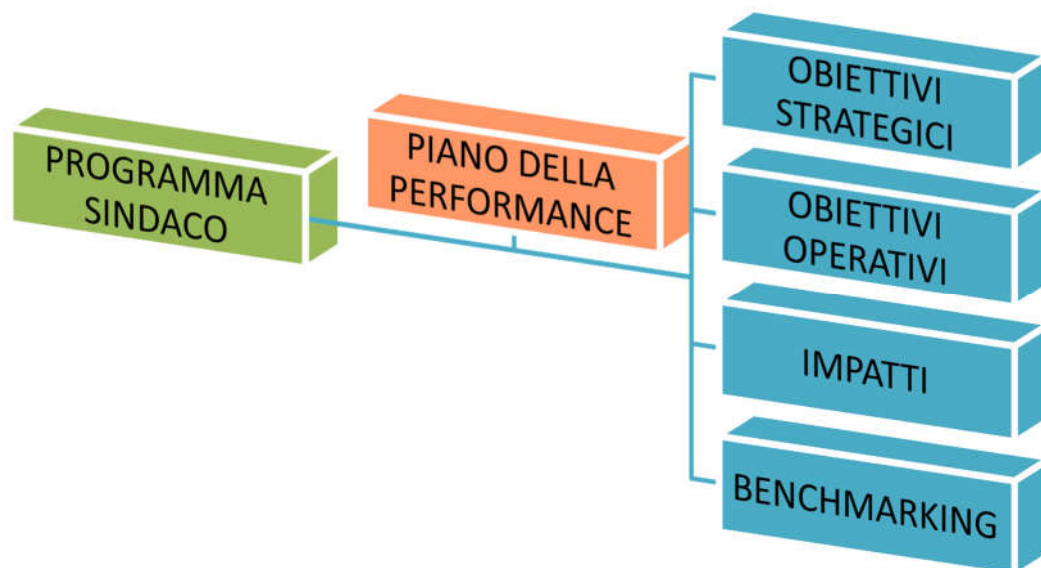 PROGRAMMA
SINDACO
PIANO DELLA
PERFORMANCE
OBIETTIVI
STRATEGICI
OBIETTIVI
OPERATIVI
IMPATTI
BENCHMARKING